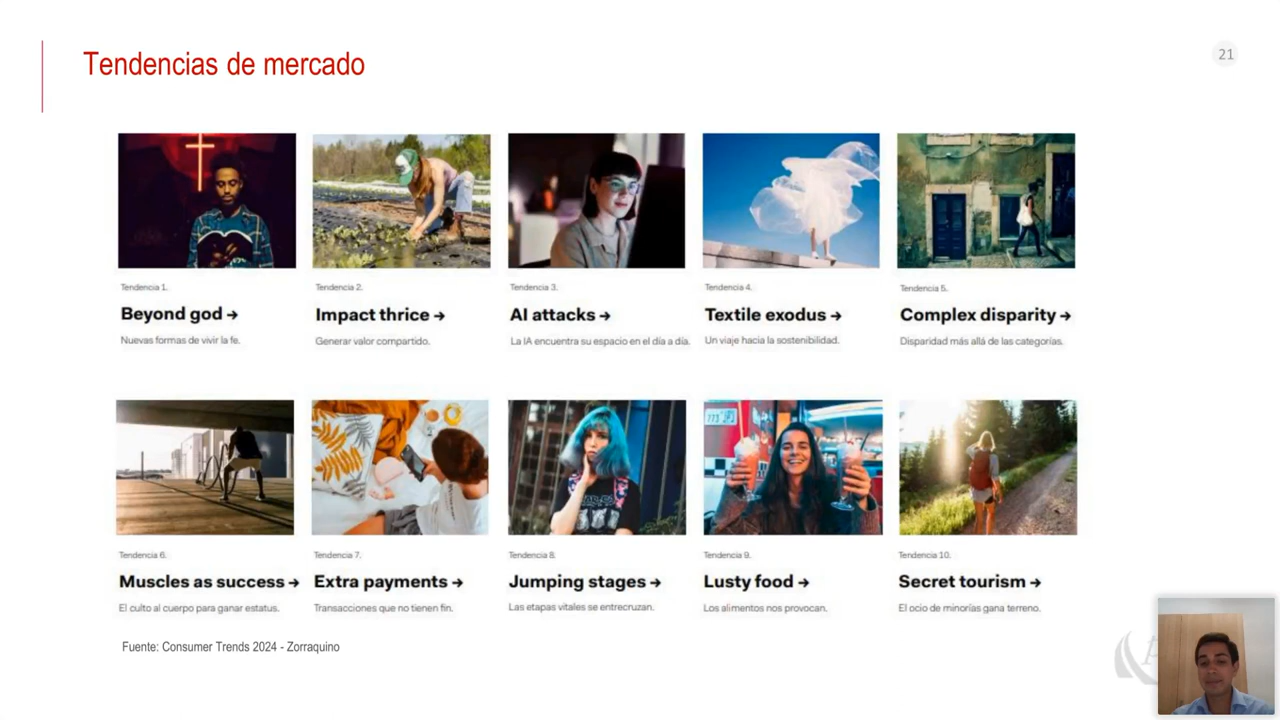 Tendencias de mercado
21
Tendencia 1.
Beyond god →
Nuevas formas de vivir la fe.
Tendencia 2.
Impact thrice →
Generar valor compartido.
Tendencia 3.
AI attacks →
La IA encuentra su espacio en el día a día.
Tendencia 4.
Textile exodus →
Un viaje hacia la sostenibilidad.
Tendencia 5.
Complex disparity →
Disparidad más allá de las categorías.
Tendencia 6.
Muscles as success →
El culto al cuerpo para ganar estatus.
Tendencia 7.
Extra payments →
Transacciones que no tienen fin.
Tendencia 8.
Jumping stages →
Las etapas vitales se entrecruzan.
Tendencia 9.
Lusty food →
Los alimentos nos provocan.
Tendencia 10.
Secret tourism →
El ocio de minorías gana terreno.
Fuente: Consumer Trends 2024 - Zorraquino